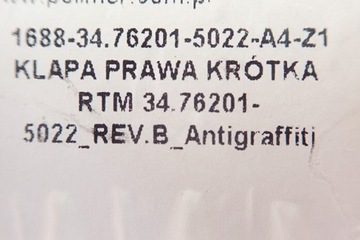 1688-34.76201-5022-A4-Z1
KLAPA PRAWA KRÓTKA
RTM 34.76201-
5022_REV.B_Antigraffiti